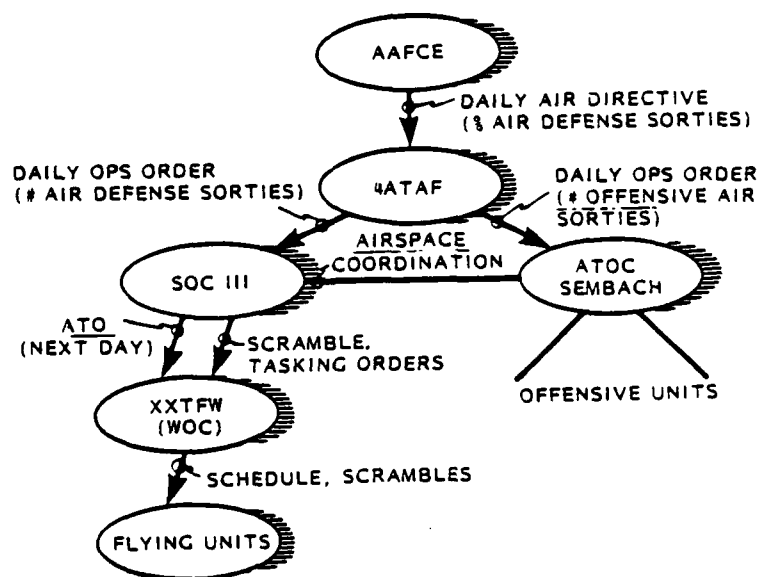 AAFCE
DAILY AIR DIRECTIVE
(% AIR DEFENSE SORTIES)
DAILY OPS ORDER
(# AIR DEFENSE SORTIES)
4ATAF
DAILY OPS ORDER
(# OFFENSIVE AIR
SORTIES)
AIRSPACE
COORDINATION
SOC III
ATOC
SEMBACH
ATO
(NEXT DAY)
SCRAMBLE,
TASKING ORDERS
OFFENSIVE UNITS
XXTFW
(WOC)
SCHEDULE, SCRAMBLES
FLYING UNITS